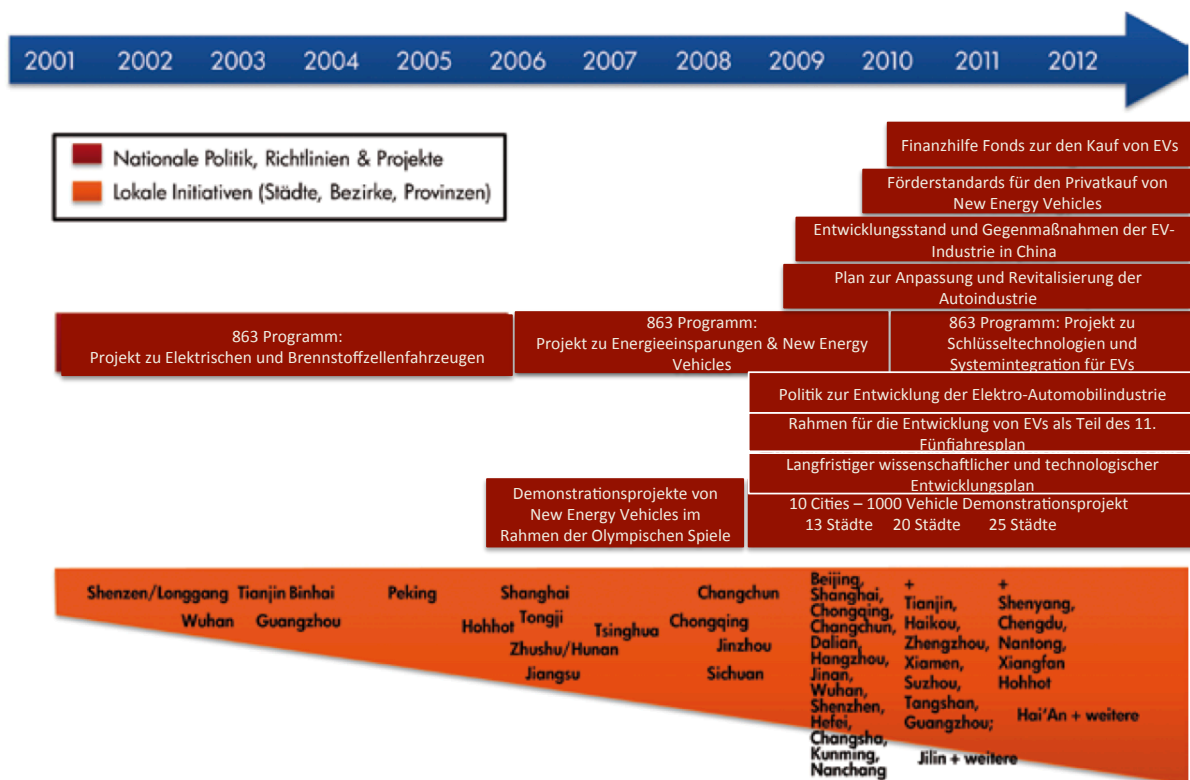 2001 2002 2003 2004 2005 2006 2007 2008 2009 2010 2011 2012
Nationale Politik, Richtlinien & Projekte
Lokale Initiativen (Städte, Bezirke, Provinzen)
Finanzhilfe Fonds zur den Kauf von EVs
Förderstandards für den Privatkauf von
New Energy Vehicles
Entwicklungsstand und Gegenmaßnahmen der EV-
Industrie in China
Plan zur Anpassung und Revitalisierung der
Autoindustrie
863 Programm:
Projekt zu Elektrischen und Brennstoffzellenfahrzeugen
863 Programm:
Projekt zu Energieeinsparungen & New Energy
Vehicles
863 Programm: Projekt zu
Schlüsseltechnologien und
Systemintegration für EVs
Politik zur Entwicklung der Elektro-Automobilindustrie
Rahmen für die Entwicklung von EVs als Teil des 11.
Fünfjahresplan
Langfristiger wissenschaftlicher und technologischer
Entwicklungsplan
Demonstrationsprojekte von
New Energy Vehicles im
Rahmen der Olympischen Spiele
10 Cities – 1000 Vehicle Demonstrationsprojekt
13 Städte 20 Städte 25 Städte
Shenzen/Longgang
Wuhan
Tianjin Binhai
Guangzhou
Peking
Shanghai
Hohhot
Tongji
Tsinghua
Zhushu/Hunan
Jiangsu
Changchun
Chongqing
Jinzhou
Sichuan
Beijing,
Shanghai,
Chongqing,
Changchun,
Dalian,
Hangzhou,
Jinan,
Wuhan,
Shenzhen,
Hefei,
Changsha,
Kunming,
Nanchang
+
Tianjin,
Haikou,
Zhengzhou,
Xiamen,
Suzhou,
Tangshan,
Guangzhou;
Jilin + weitere
+
Shenyang,
Chengdu,
Nantong,
Xiangfan
Hohhot
Hai'An + weitere